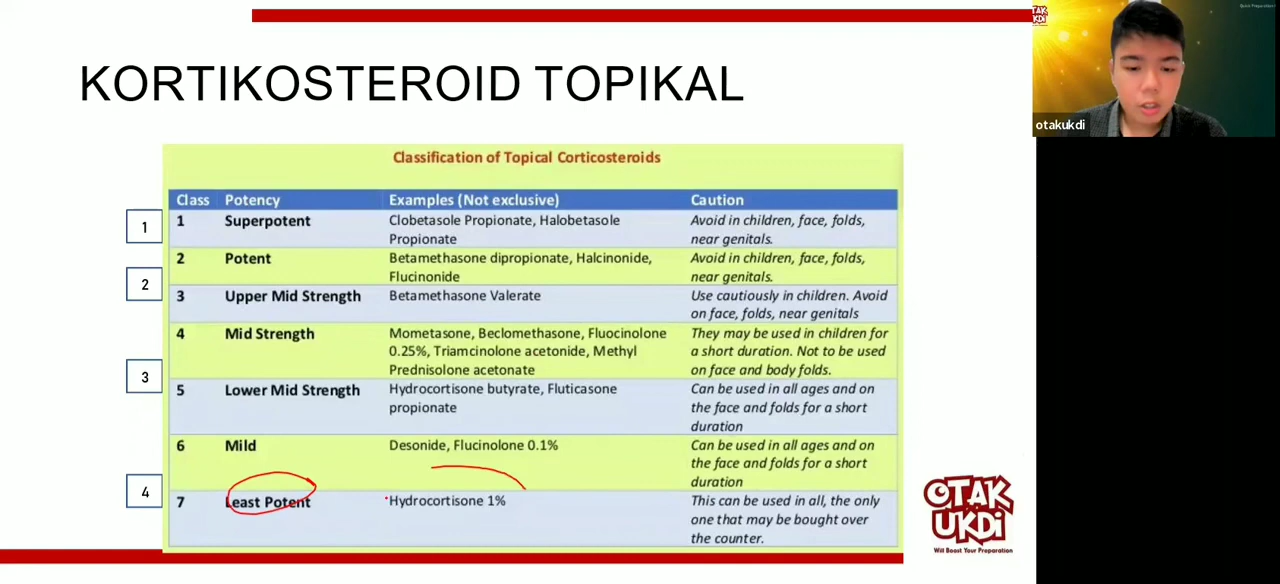 KORTIKOSTEROID TOPIKAL
Classification of Topical Corticosteroids
Class Potency Examples (Not exclusive) Caution
1
1 Superpotent Clobetasole Propionate, Halobetasole Propionate Avoid in children, face, folds, near genitals.
2 Potent Betamethasone dipropionate, Halcinonide, Flucinonide Avoid in children, face, folds, near genitals.
2
3 Upper Mid Strength Betamethasone Valerate Use cautiously in children. Avoid on face, folds, near genitals
4 Mid Strength Mometasone, Beclomethasone, Fluocinolone 0.25%, Triamcinolone acetonide, Methyl Prednisolone acetonate They may be used in children for a short duration. Not to be used on face and body folds.
3
5 Lower Mid Strength Hydrocortisone butyrate, Fluticasone propionate Can be used in all ages and on the face and folds for a short duration
6 Mild Desonide, Flucinolone 0.1% Can be used in all ages and on the face and folds for a short duration
4
7 Least Potent Hydrocortisone 1% This can be used in all, the only one that may be bought over the counter.
OTAK
UKDI
Will Boost Your Preparation
OTAK
UKDI
otakukdi